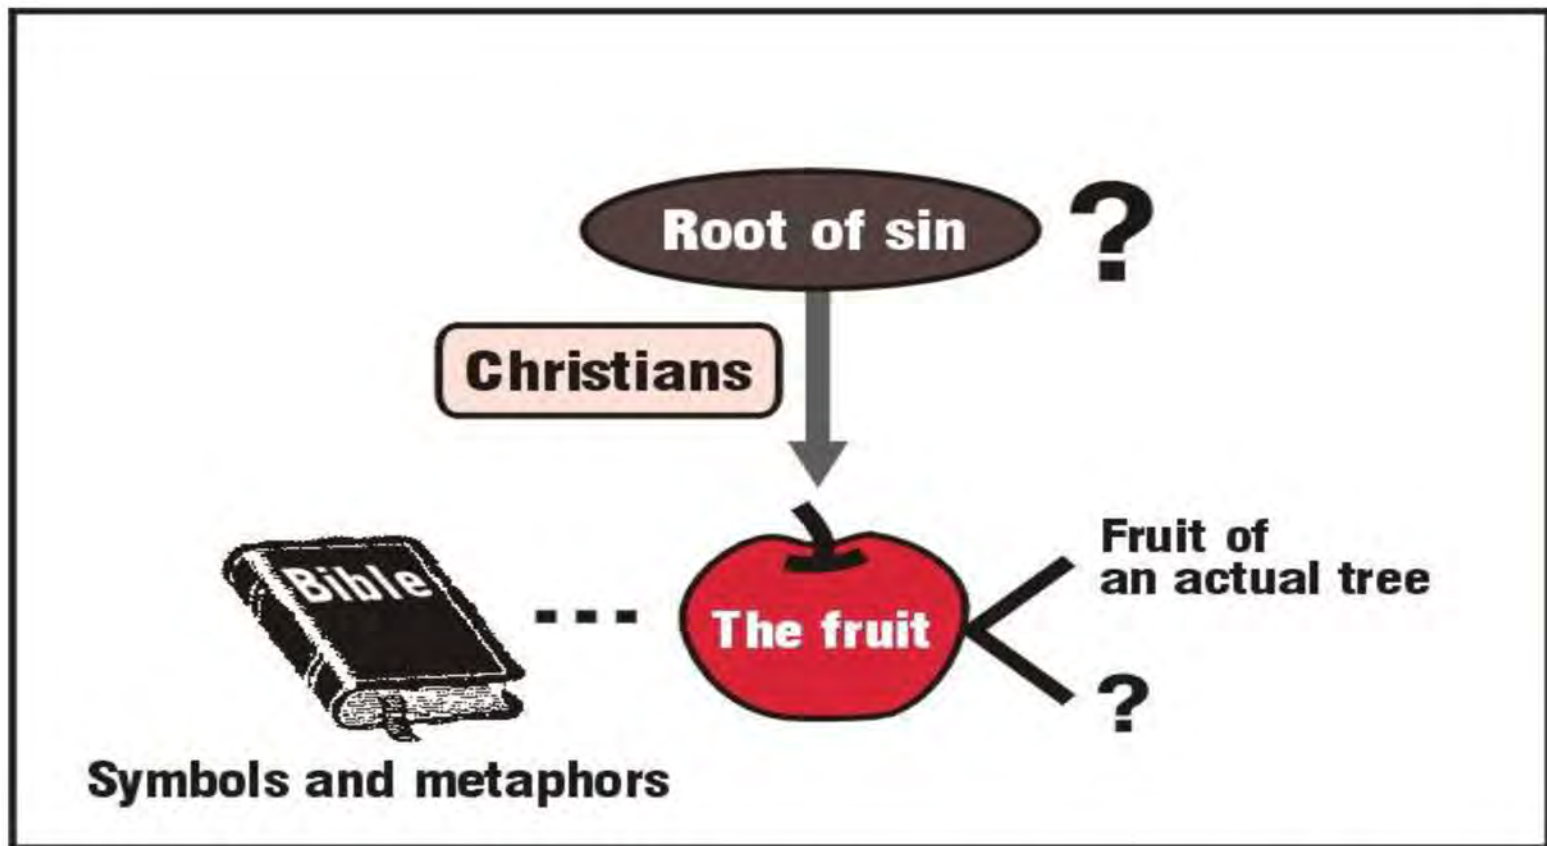 Root of sin
?
Christians
Fruit of
an actual tree
Bible
The fruit
?
Symbols and metaphors